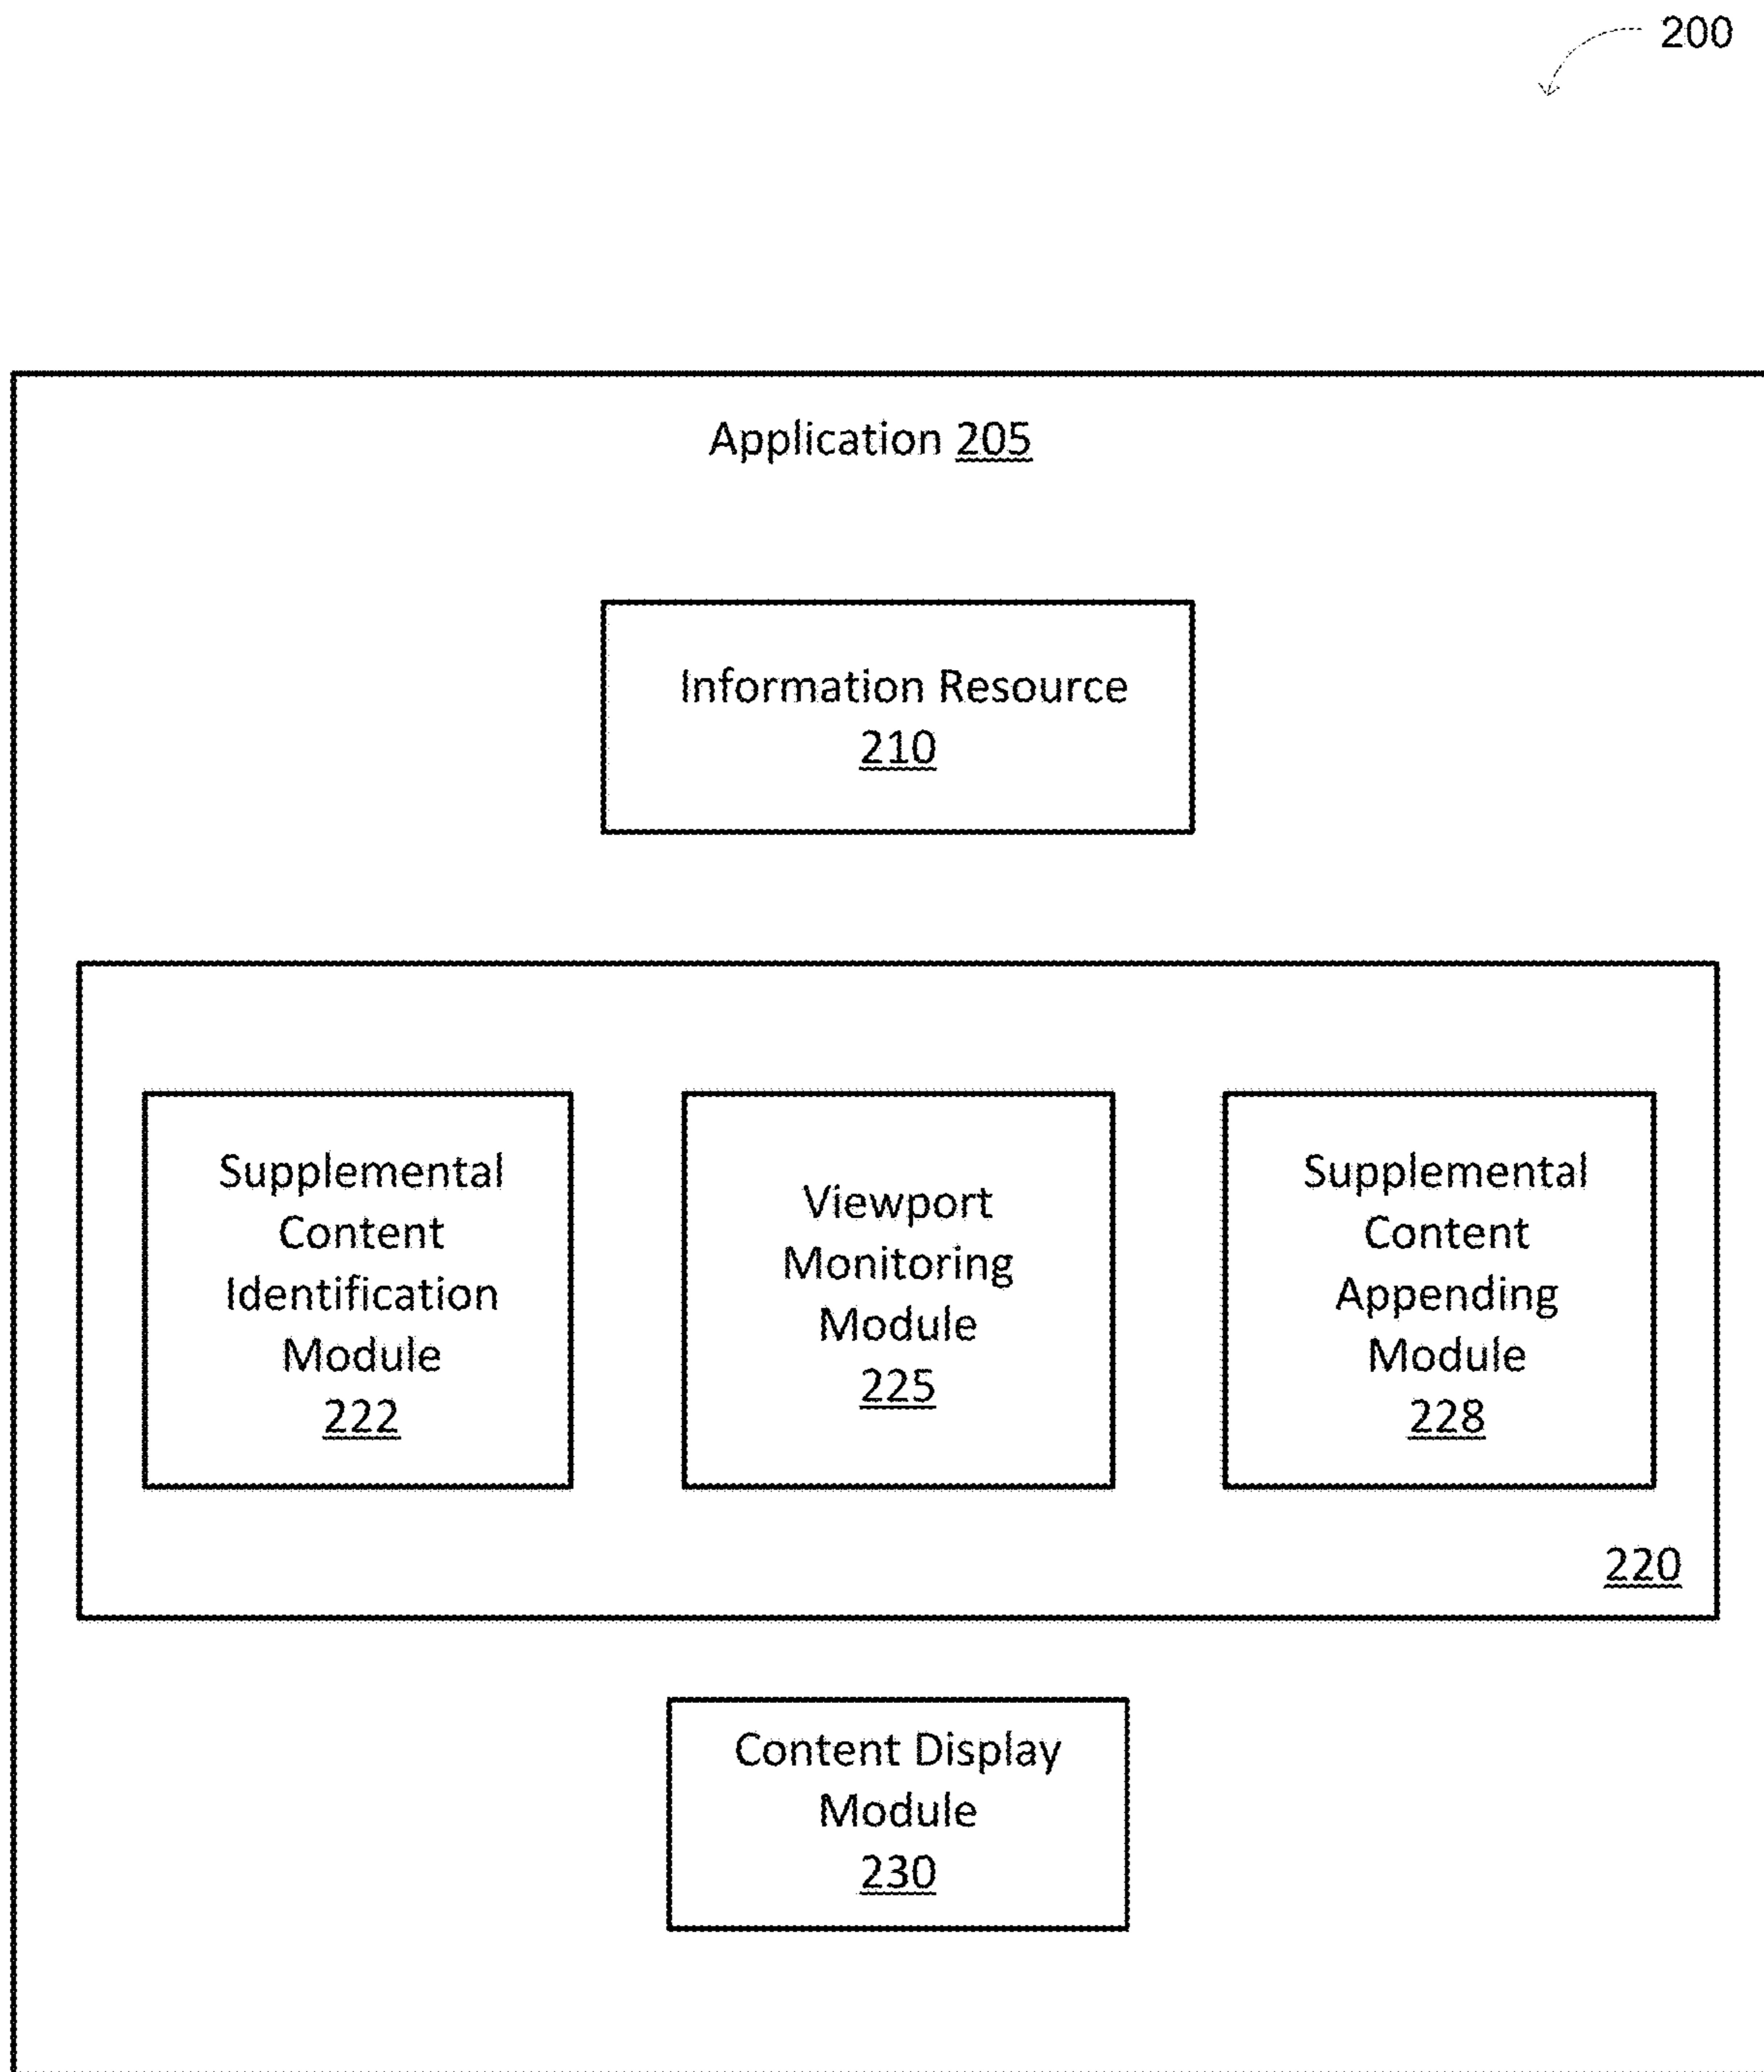 200
Application 205
Information Resource
210
Supplemental
Content
Identification
Module
222
Viewport
Monitoring
Module
225
Supplemental
Content
Appending
Module
228
220
Content Display
Module
230